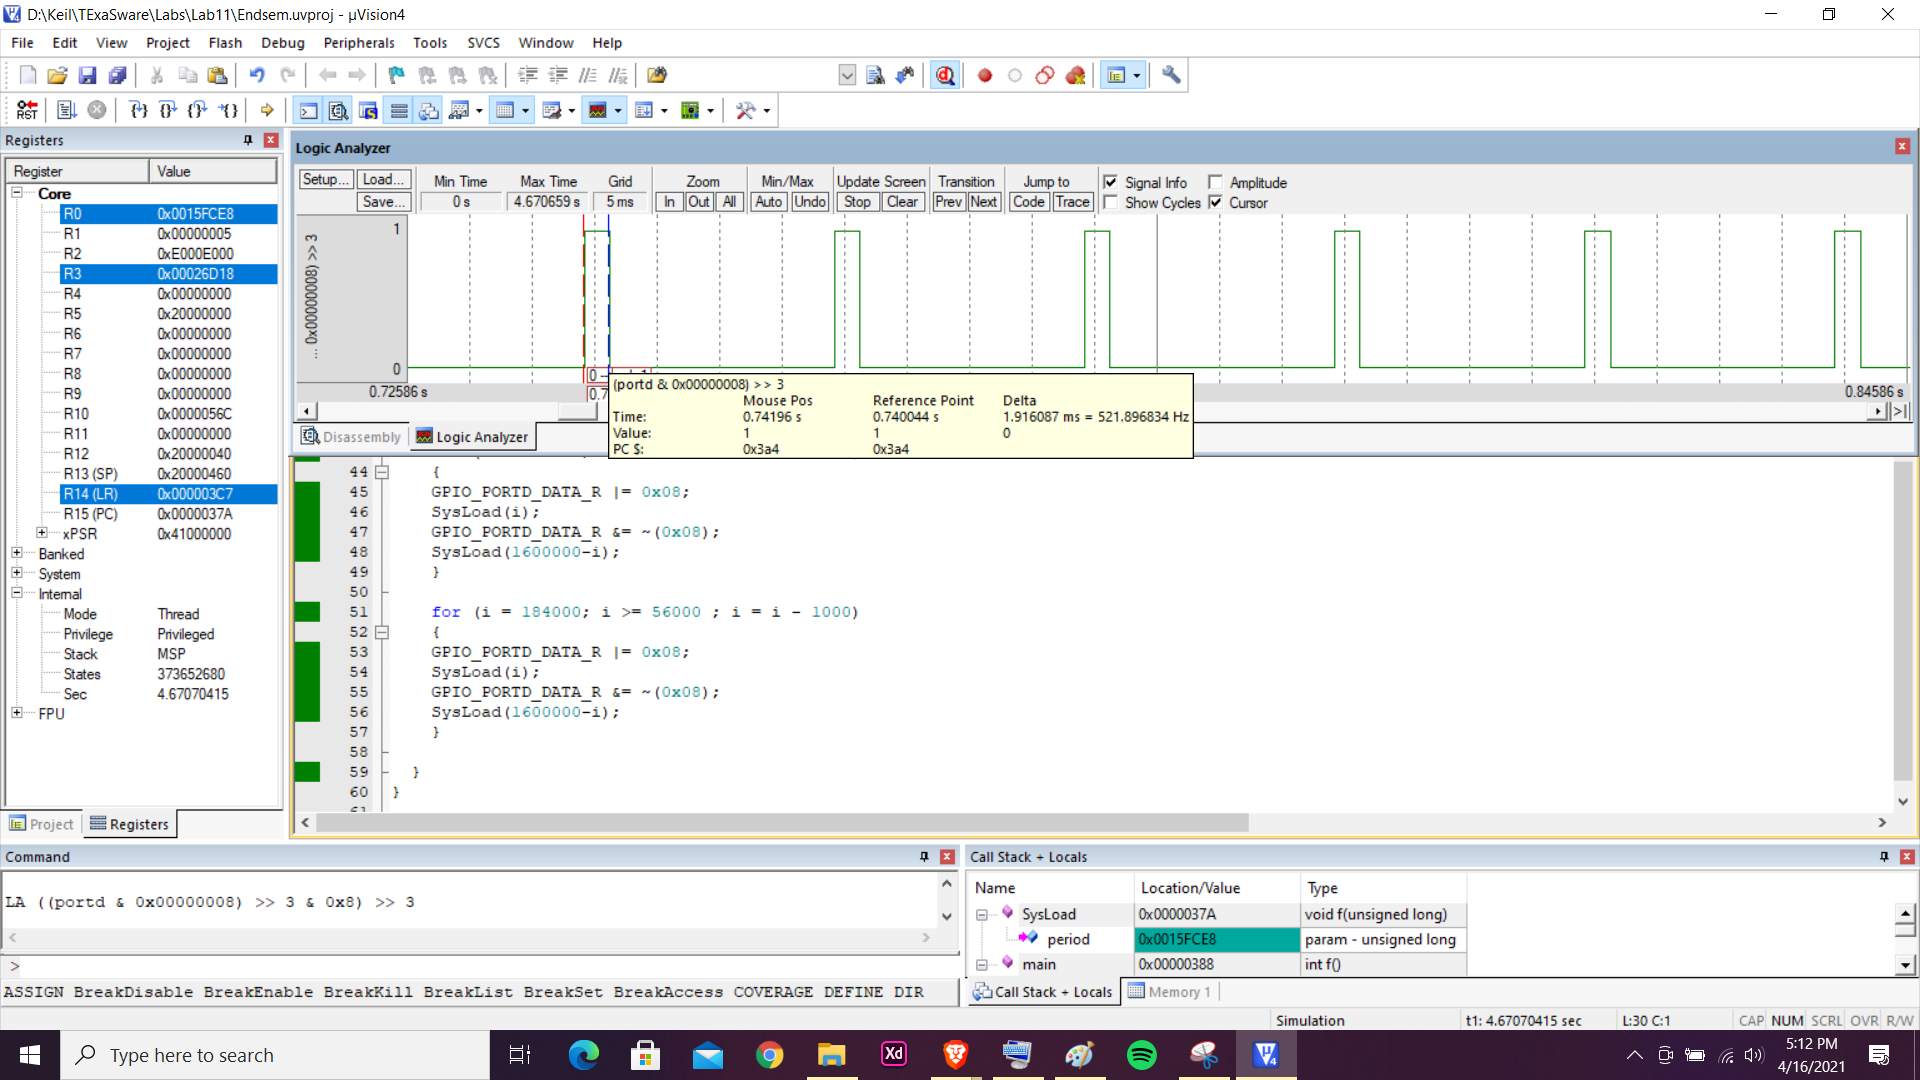 D:\Keil\TExaSware\Labs\Lab11\Endsem.uvproj - µVision4
File Edit View Project Flash Debug Peripherals Tools SVCS Window Help
RST
Registers
Register Value
Core
R0 0x0015FCE8
R1 0x00000005
R2 0xE000E000
R3 0x00026D18
R4 0x00000000
R5 0x20000000
R6 0x00000000
R7 0x00000000
R8 0x00000000
R9 0x00000000
R10 0x0000056C
R11 0x00000000
R12 0x20000040
R13 (SP) 0x20000460
R14 (LR) 0x000003C7
R15 (PC) 0x0000037A
xPSR 0x41000000
Banked
System
Internal
Mode Thread
Privilege Privileged
Stack MSP
States 373652680
Sec 4.67070415
FPU
Project Registers
Logic Analyzer
Setup... Load... Min Time Max Time Grid Zoom Min/Max Update Screen Transition Jump to Signal Info Amplitude
Save... 0 s 4.670659 s 5 ms In Out All Auto Undo Stop Clear Prev Next Code Trace Show Cycles Cursor
1
... 0x00000008) >> 3
0
0.72586 s 0.84586 s
(portd & 0x00000008) >> 3
Mouse Pos Reference Point Delta
Time: 0.74196 s 0.740044 s 1.916087 ms = 521.896834 Hz
Value: 1 1 0
PC $: 0x3a4 0x3a4
Disassembly Logic Analyzer
44 {
45 GPIO_PORTD_DATA_R |= 0x08;
46 SysLoad(i);
47 GPIO_PORTD_DATA_R &= ~(0x08);
48 SysLoad(1600000-i);
49 }
50
51 for (i = 184000; i >= 56000 ; i = i - 1000)
52 {
53 GPIO_PORTD_DATA_R |= 0x08;
54 SysLoad(i);
55 GPIO_PORTD_DATA_R &= ~(0x08);
56 SysLoad(1600000-i);
57 }
58
59 }
60 }
Command
LA ((portd & 0x00000008) >> 3 & 0x8) >> 3
>
ASSIGN BreakDisable BreakEnable BreakKill BreakList BreakSet BreakAccess COVERAGE DEFINE DIR
Call Stack + Locals
Name Location/Value Type
SysLoad 0x0000037A void f(unsigned long)
period 0x0015FCE8 param - unsigned long
main 0x00000388 int f()
Call Stack + Locals Memory 1
Simulation t1: 4.67070415 sec L:30 C:1 CAP NUM SCRL OVR R/W
Type here to search
Xd
5:12 PM
4/16/2021